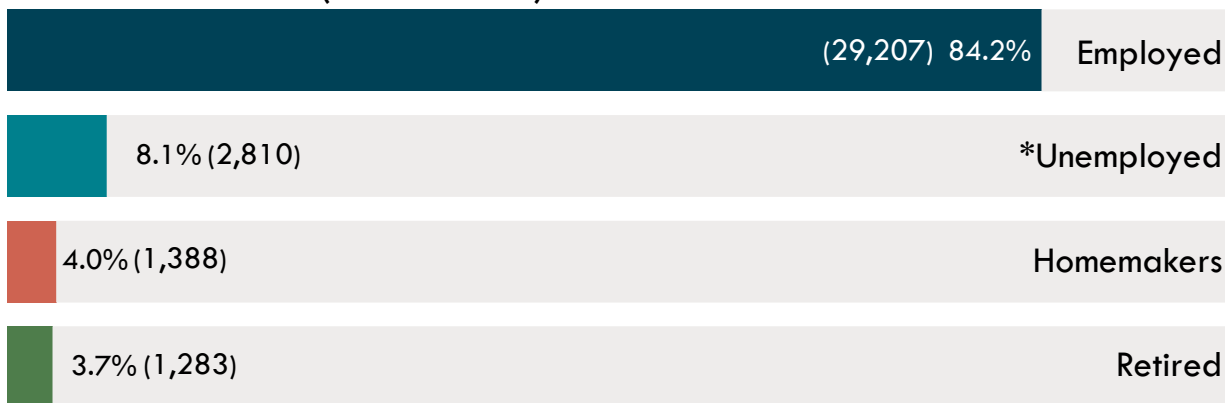 (29,207) 84.2% Employed
8.1% (2,810) *Unemployed
4.0% (1,388) Homemakers
3.7% (1,283) Retired